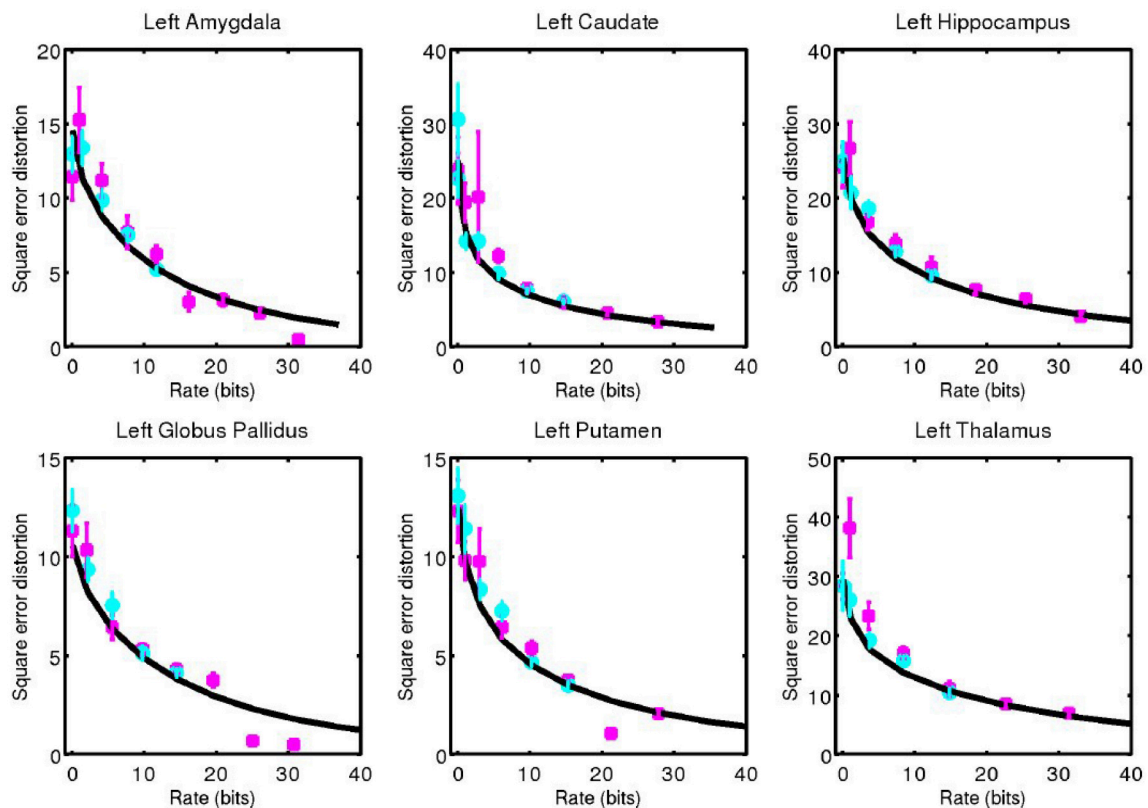 Left Amygdala
Square error distortion
20
15
10
5
0
0 10 20 30 40
Rate (bits)
Left Caudate
Square error distortion
40
30
20
10
0
0 10 20 30 40
Rate (bits)
Left Hippocampus
Square error distortion
40
30
20
10
0
0 10 20 30 40
Rate (bits)
Left Globus Pallidus
Square error distortion
15
10
5
0
0 10 20 30 40
Rate (bits)
Left Putamen
Square error distortion
15
10
5
0
0 10 20 30 40
Rate (bits)
Left Thalamus
Square error distortion
50
40
30
20
10
0
0 10 20 30 40
Rate (bits)